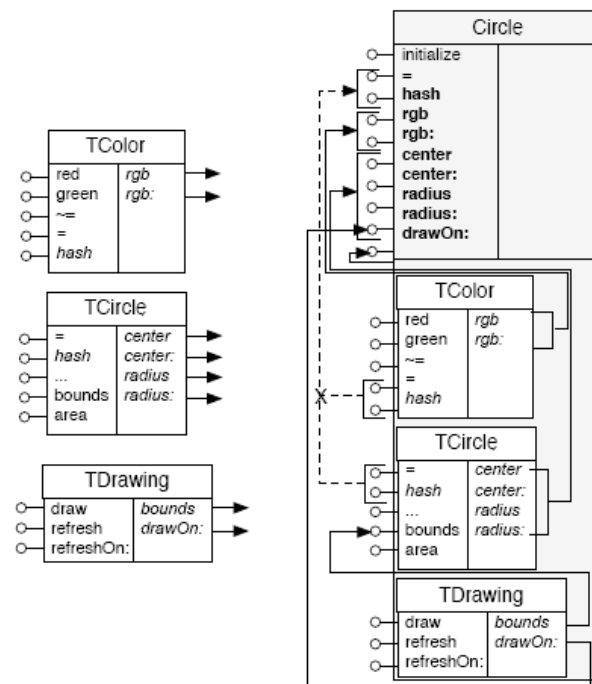 TColor
red rgb
green rgb:
~=
=
hash
TCircle
= center
hash center:
... radius
bounds radius:
area
TDrawing
draw bounds
refresh drawOn:
refreshOn:
Circle
initialize
=
hash
rgb
rgb:
center
center:
radius
radius:
drawOn:
TColor
red rgb
green rgb:
~=
=
hash
X
TCircle
= center
hash center:
... radius
bounds radius:
area
TDrawing
draw bounds
refresh drawOn:
refreshOn: